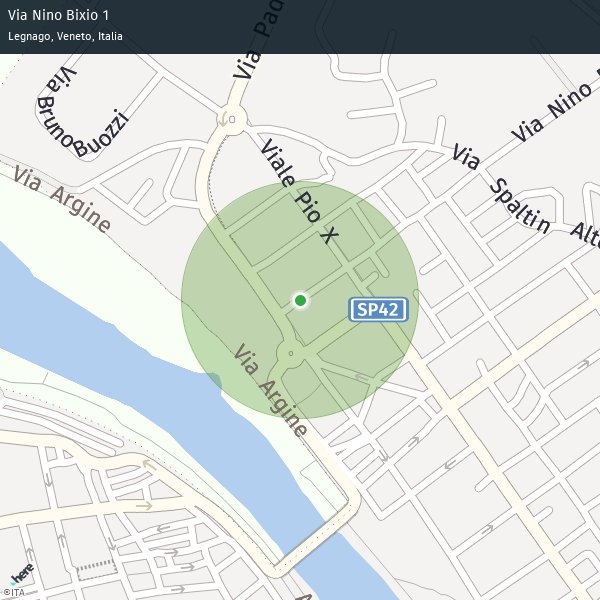 Via Nino Bixio 1
Legnago, Veneto, Italia
Via Pad
Via Bruno Buozzi
Via Nino
Viale Pio X
Via Spaltin
Via Argine
Alto
SP42
Via Argine
here
©ITA